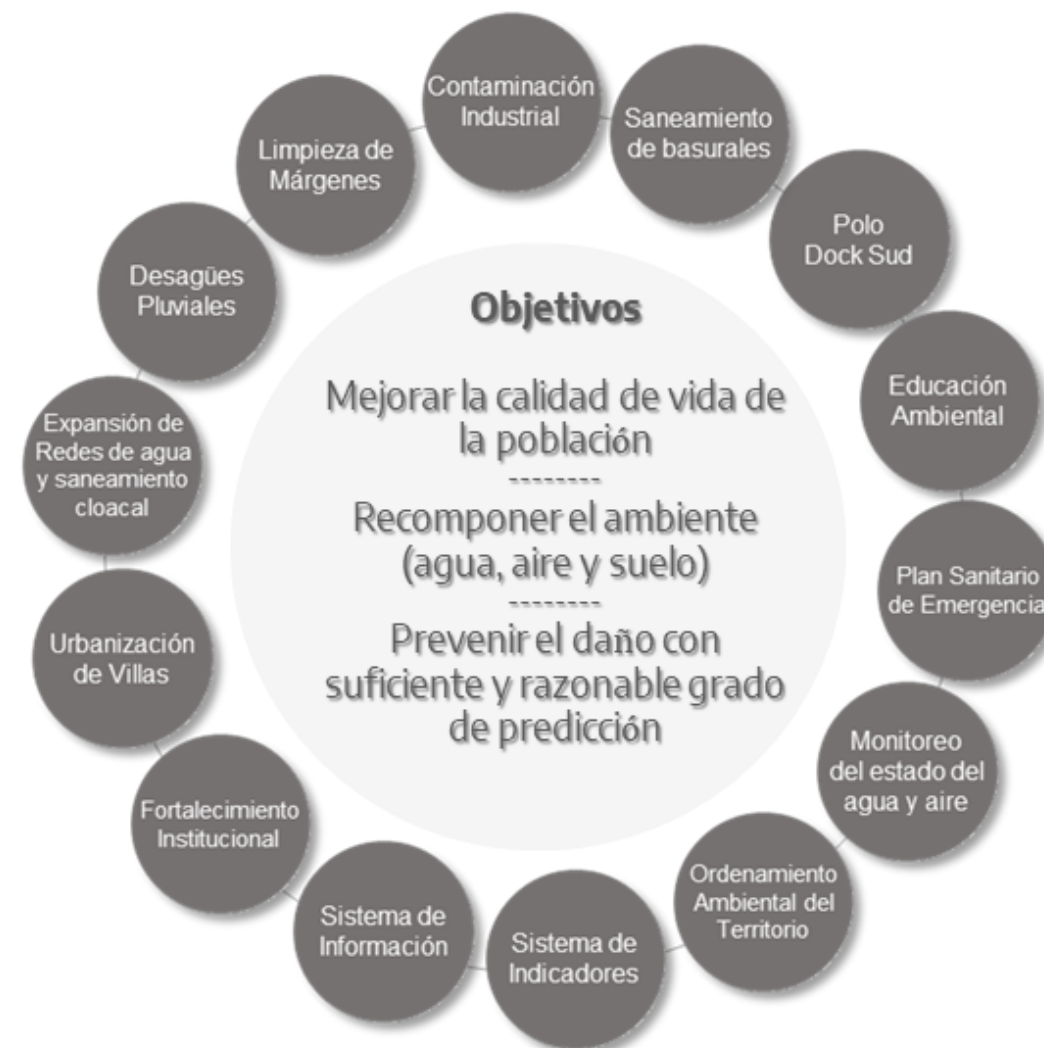 Contaminación
Industrial
Saneamiento
de basurales
Polo
Dock Sud
Educación
Ambiental
Plan Sanitario
de Emergencia
Monitoreo
del estado del
agua y aire
Ordenamiento
Ambiental del
Territorio
Sistema de
Indicadores
Sistema de
Información
Fortalecimiento
Institucional
Urbanización
de Villas
Expansión de
Redes de agua
y saneamiento
cloacal
Desagües
Pluviales
Limpieza de
Márgenes
Objetivos
Mejorar la calidad de vida de
la población
--------
Recomponer el ambiente
(agua, aire y suelo)
--------
Prevenir el daño con
suficiente y razonable grado
de predicción